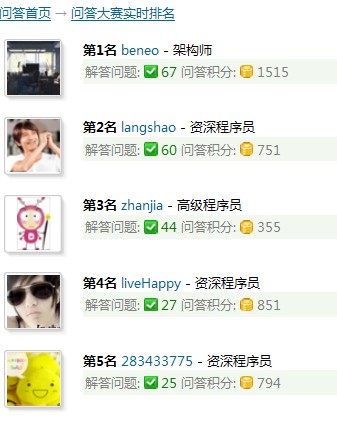 问答首页 → 问答大赛实时排名
第1名 beneo - 架构师
解答问题: 67 问答积分: 1515
第2名 langshao - 资深程序员
解答问题: 60 问答积分: 751
第3名 zhanjia - 高级程序员
解答问题: 44 问答积分: 355
第4名 liveHappy - 资深程序员
解答问题: 27 问答积分: 851
第5名 283433775 - 资深程序员
解答问题: 25 问答积分: 794